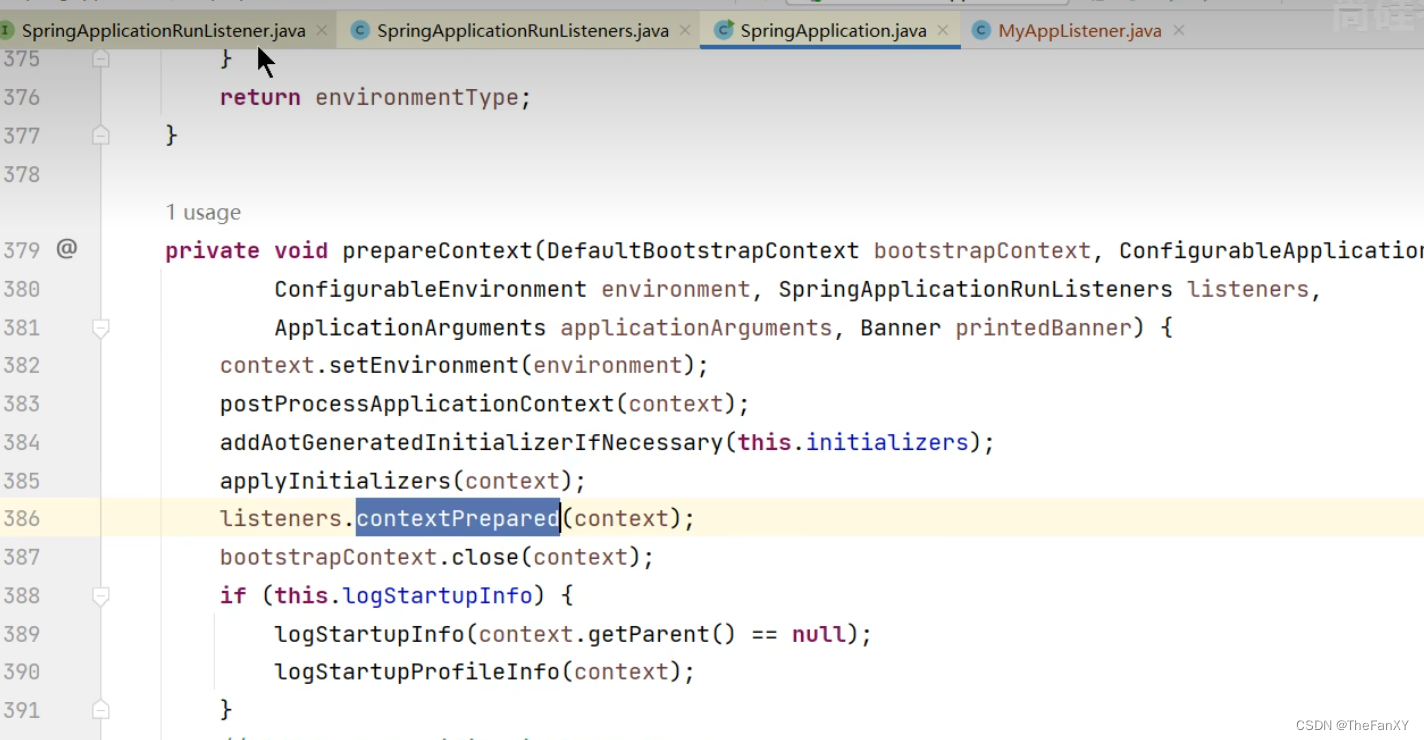 尚硅
SpringApplicationRunListener.java SpringApplicationRunListeners.java SpringApplication.java MyAppListener.java
375 }
376 return environmentType;
377 }
378
1 usage
379 @ private void prepareContext(DefaultBootstrapContext bootstrapContext, ConfigurableApplication
380 ConfigurableEnvironment environment, SpringApplicationRunListeners listeners,
381 ApplicationArguments applicationArguments, Banner printedBanner) {
382 context.setEnvironment(environment);
383 postProcessApplicationContext(context);
384 addAotGeneratedInitializerIfNecessary(this.initializers);
385 applyInitializers(context);
386 listeners.contextPrepared(context);
387 bootstrapContext.close(context);
388 if (this.logStartupInfo) {
389 logStartupInfo(context.getParent() == null);
390 logStartupProfileInfo(context);
391 }
CSDN @TheFanXY